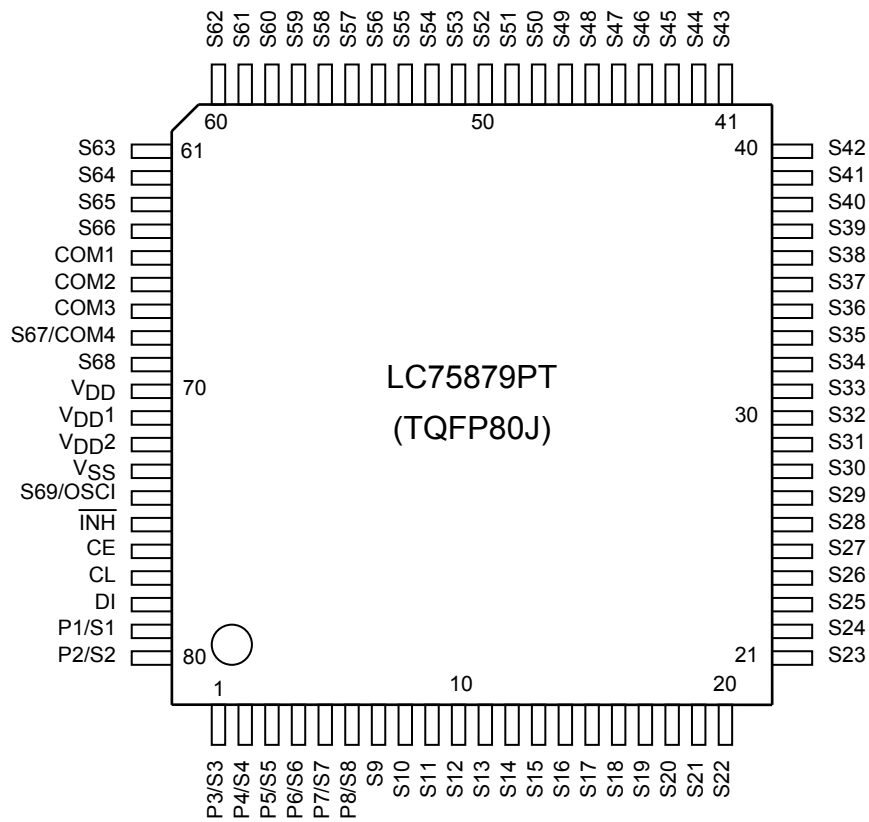 S62 S61 S60 S59 S58 S57 S56 S55 S54 S53 S52 S51 S50 S49 S48 S47 S46 S45 S44 S43
60 50 41
S63 61 40 S42
S64 S41
S65 S40
S66 S39
COM1 S38
COM2 S37
COM3 S36
S67/COM4 S35
S68 S34
VDD 70 S33
VDD1 30 S32
VDD2 S31
VSS S30
S69/OSCI S29
INH S28
CE S27
CL S26
DI S25
P1/S1 S24
P2/S2 80 21 S23
LC75879PT
(TQFP80J)
1 10 20
P3/S3 P4/S4 P5/S5 P6/S6 P7/S7 P8/S8 S9 S10 S11 S12 S13 S14 S15 S16 S17 S18 S19 S20 S21 S22